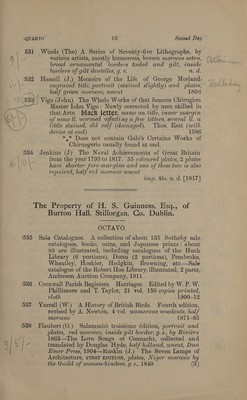 QUARTO 63 Second Day
531 Winds (The) A Series of Seventy-five Lithographs, by
various artists, mostly humorous, brown morocco extra,
broad ornamental borders tooled and gilt, inside
borders of gilt dentelles, g. e. n. d.
532 Hassell (J.) Memoirs of the Life of George Morland
engraved title, portrait (stained slightly) and plates,
half green morocco, uncut 1806
533 Vigo (John) The Whole Works of that famous Chirurgion
Master John Vigo: Newly corrected by men skilled in
that Arte black letter, name on title, inner margin
of some ll. wormed affecting a few letters, several ll. a
little stained, old calf (damaged). Thos. East (with
device at end) 1586
*** Does not contain Gale's Certaine Works of
Chirurgerie usually found at end.
534 Jenkins (J) The Naval Achievements of Great Britain
from the year 1793 to 1817. 55 coloured plates, 2 plates
have shorter fore-margins and one of these two is also
repaired, half red morocco uncut
imp. 4to. n. d. [1817]
The Property of H. S. Guinness, Esq., of
Burton Hall, Stillorgan. Co. Dublin.
OCTAVO.
535 Sale Catalogues. A collection of about 135 Sotheby sale
catalogues, books, coins, and Japanese prints: about
83 are illustrated, including catalogues of the Huth
Library (6 portions), Dunn (2 portions), Pembroke,
Wheatley, Hoskier, Hodgkin, Browning, etc.—Sale
catalogue of the Robert Hoe Library, illustrated, 2 parts,
Anderson Auction Company, 1911
536 Cornwall Parish Registers. Marriages. Edited by W. P. W.
Phillimore and T. Taylor, 21 vol. 150 copies printed,
cloth 1900-12
537 Yarrell (W.) A History of British Birds. Fourth edition,
revised by A. Newton, 4 vol. numerous woodcuts, half
morocco 1871-85
538 Flaubert (G.) Salammbô troisième édition, portrait and
plates, red morocco, inside gilt border, g. e., by Rivière
1863—The Love Songs of Connacht, collected and
translated by Douglas Hyde, half holland, uncut, Dun
Emer Press, 1904—Ruskin (J.) The Seven Lamps of
Architecture, FIRST EDITION, plates, Niger morocco by
the Guild of women-binders, g. e., 1849 (3)